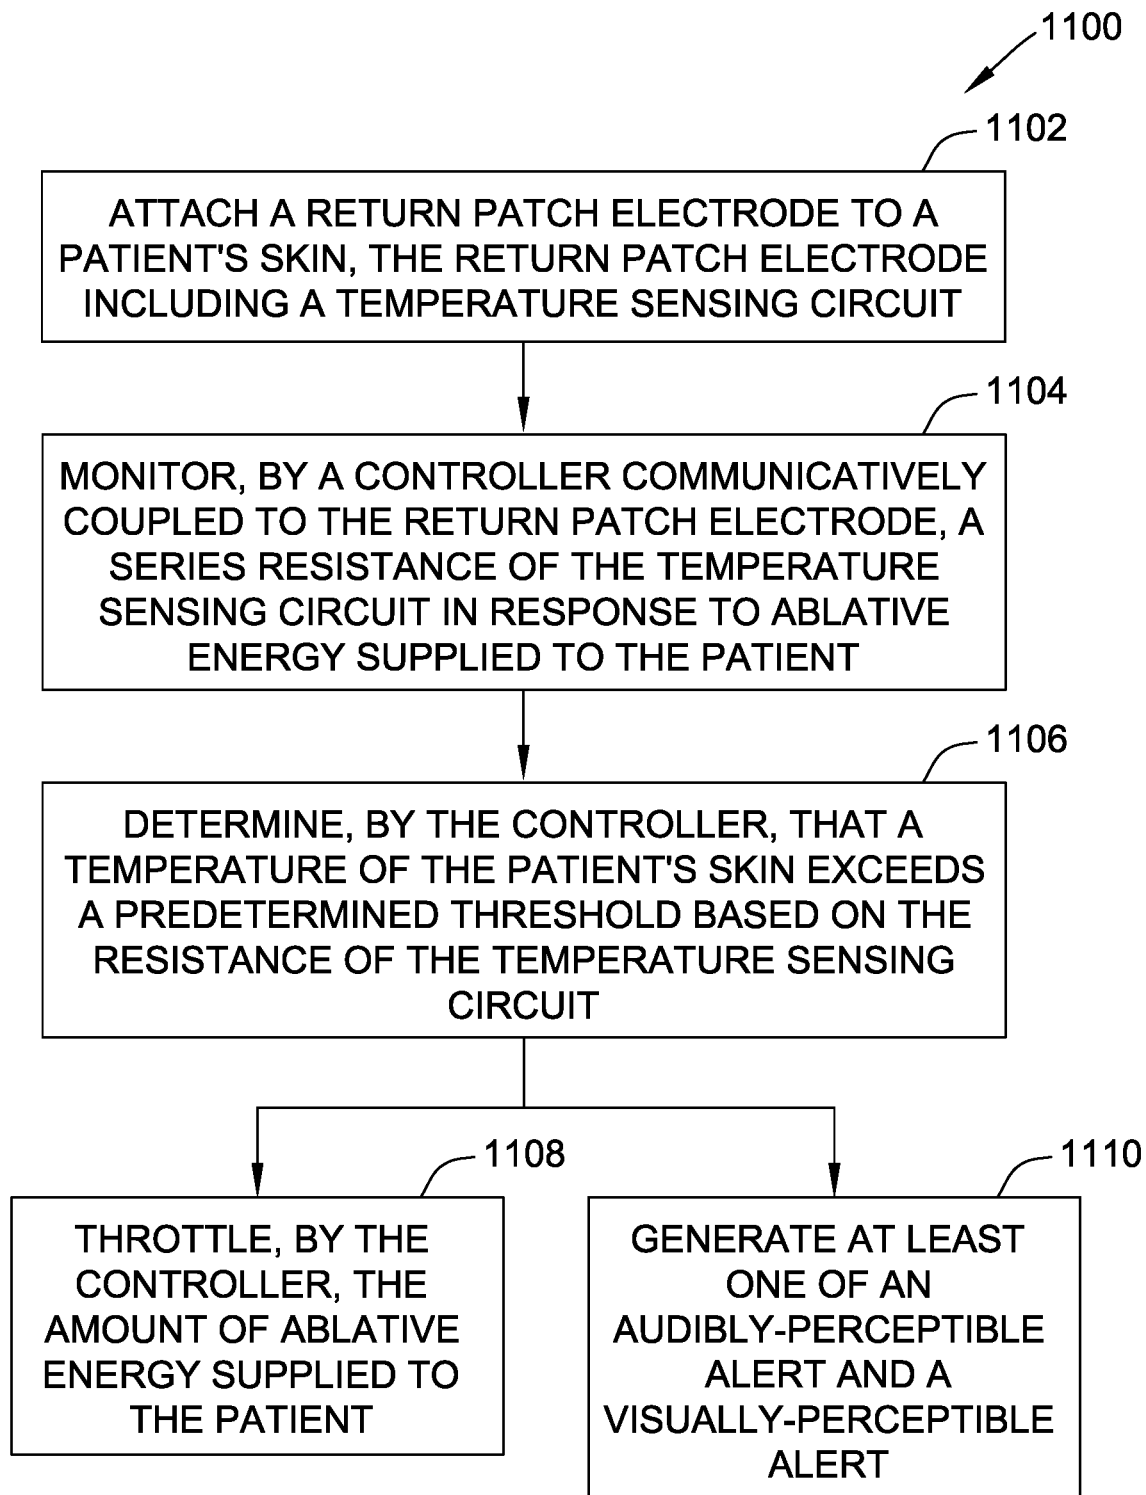 1100
1102
ATTACH A RETURN PATCH ELECTRODE TO A
PATIENT'S SKIN, THE RETURN PATCH ELECTRODE
INCLUDING A TEMPERATURE SENSING CIRCUIT
1104
MONITOR, BY A CONTROLLER COMMUNICATIVELY
COUPLED TO THE RETURN PATCH ELECTRODE, A
SERIES RESISTANCE OF THE TEMPERATURE
SENSING CIRCUIT IN RESPONSE TO ABLATIVE
ENERGY SUPPLIED TO THE PATIENT
1106
DETERMINE, BY THE CONTROLLER, THAT A
TEMPERATURE OF THE PATIENT'S SKIN EXCEEDS
A PREDETERMINED THRESHOLD BASED ON THE
RESISTANCE OF THE TEMPERATURE SENSING
CIRCUIT
1108
THROTTLE, BY THE
CONTROLLER, THE
AMOUNT OF ABLATIVE
ENERGY SUPPLIED TO
THE PATIENT
1110
GENERATE AT LEAST
ONE OF AN
AUDIBLY-PERCEPTIBLE
ALERT AND A
VISUALLY-PERCEPTIBLE
ALERT